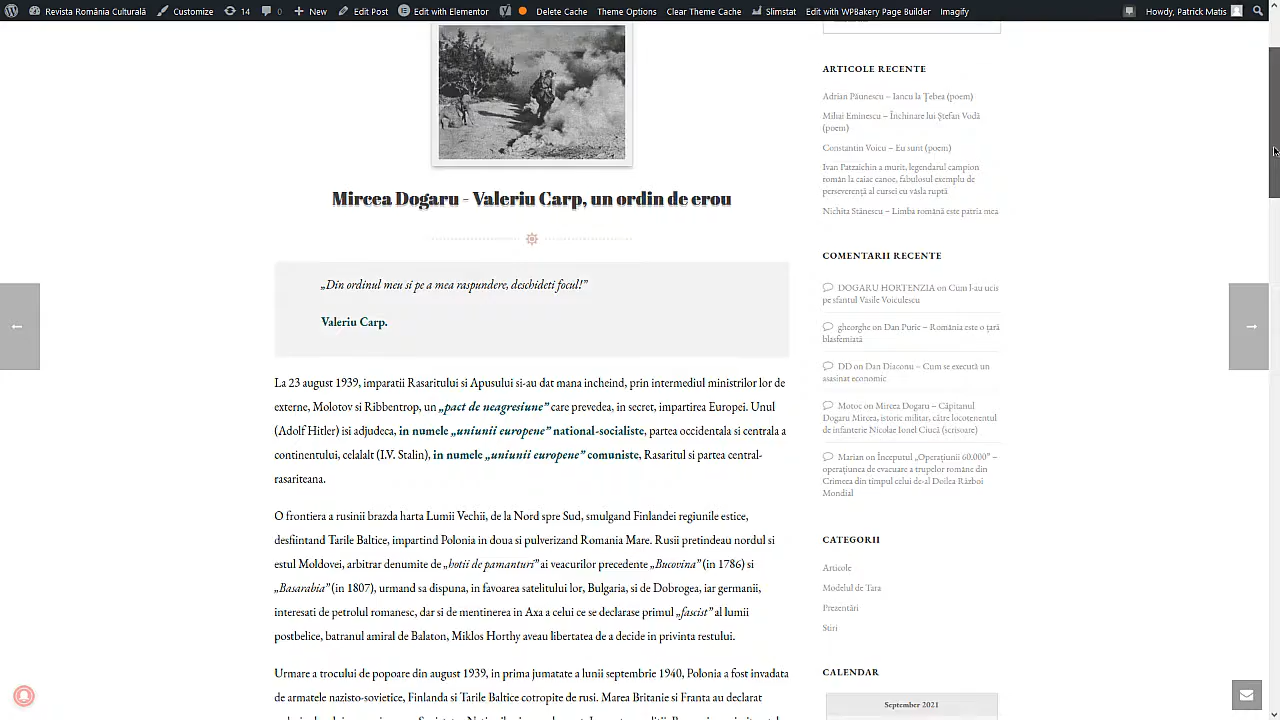 Revista România Culturală Customize 14 0 New Edit Post Edit with Elementor Delete Cache Theme Options Clear Theme Cache Slimstat Edit with WPBakery Page Builder Imagify Howdy, Patrick Matis
Mircea Dogaru - Valeriu Carp, un ordin de erou
„Din ordinul meu si pe a mea raspundere, deschideti focul!”
Valeriu Carp.
La 23 august 1939, imparatii Rasaritului si Apusului si-au dat mana incheind, prin intermediul ministrilor lor de
externe, Molotov si Ribbentrop, un „pact de neagresiune” care prevedea, in secret, impartirea Europei. Unul
(Adolf Hitler) isi adjudeca, in numele „uniunii europene” national-socialiste, partea occidentala si centrala a
continentului, celalalt (I.V. Stalin), in numele „uniunii europene” comuniste, Rasaritul si partea central-
rasariteana.
O frontiera a rusinii brazda harta Lumii Vechii, de la Nord spre Sud, smulgand Finlandei regiunile estice,
desfiintand Tarile Baltice, impartind Polonia in doua si pulverizand Romania Mare. Rusii pretindeau nordul si
estul Moldovei, arbitrar denumite de „hotii de pamanturi” ai veacurilor precedente „Bucovina” (in 1786) si
„Basarabia” (in 1807), urmand sa dispuna, in favoarea satelitului lor, Bulgaria, si de Dobrogea, iar germanii,
interesati de petrolul romanesc, dar si de mentinerea in Axa a celui ce se declarase primul „fascist” al lumii
postbelice, batranul amiral de Balaton, Miklos Horthy aveau libertatea de a decide in privinta restului.
Urmare a trocului de popoare din august 1939, in prima jumatate a lunii septembrie 1940, Polonia a fost invadata
de armatele nazisto-sovietice, Finlanda si Tarile Baltice cotropite de rusi. Marea Britanie si Franta au declarat
ARTICOLE RECENTE
Adrian Păunescu – Iancu la Țebea (poem)
Mihai Eminescu – Închinare lui Ștefan Vodă
(poem)
Constantin Voicu – Eu sunt (poem)
Ivan Patzaichin a murit, legendarul campion
român la caiac canoe, fabulosul exemplu de
perseverență al cursei cu vâsla ruptă
Nichita Stănescu – Limba română este patria mea
COMENTARII RECENTE
DOGARU HORTENZIA on Cum l-au ucis
pe sfantul Vasile Voiculescu
gheorghe on Dan Puric – România este o țară
blasfemiată
DD on Dan Diaconu – Cum se execută un
asasinat economic
Motoc on Mircea Dogaru – Căpitanul
Dogaru Mircea, istoric militar, către locotenentul
de infanterie Nicolae Ionel Ciucă (scrisoare)
Marian on Începutul „Operațiunii 60.000” –
operațiunea de evacuare a trupelor române din
Crimeea din timpul celui de-al Doilea Război
Mondial
CATEGORII
Articole
Modelul de Tara
Prezentări
Stiri
CALENDAR
September 2021